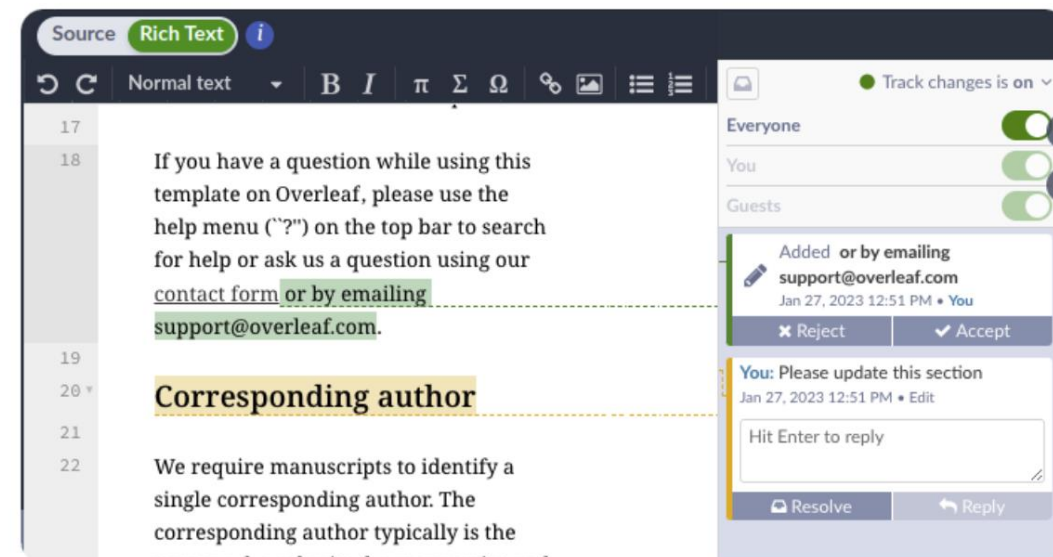 Source Rich Text i
Normal text B I π Σ Ω
Track changes is on
Everyone
You
Guests
17
18 If you have a question while using this
template on Overleaf, please use the
help menu (``?") on the top bar to search
for help or ask us a question using our
contact form or by emailing
support@overleaf.com.
19
20 Corresponding author
21
22 We require manuscripts to identify a
single corresponding author. The
corresponding author typically is the
Added or by emailing
support@overleaf.com
Jan 27, 2023 12:51 PM • You
Reject Accept
You: Please update this section
Jan 27, 2023 12:51 PM • Edit
Hit Enter to reply
Resolve Reply